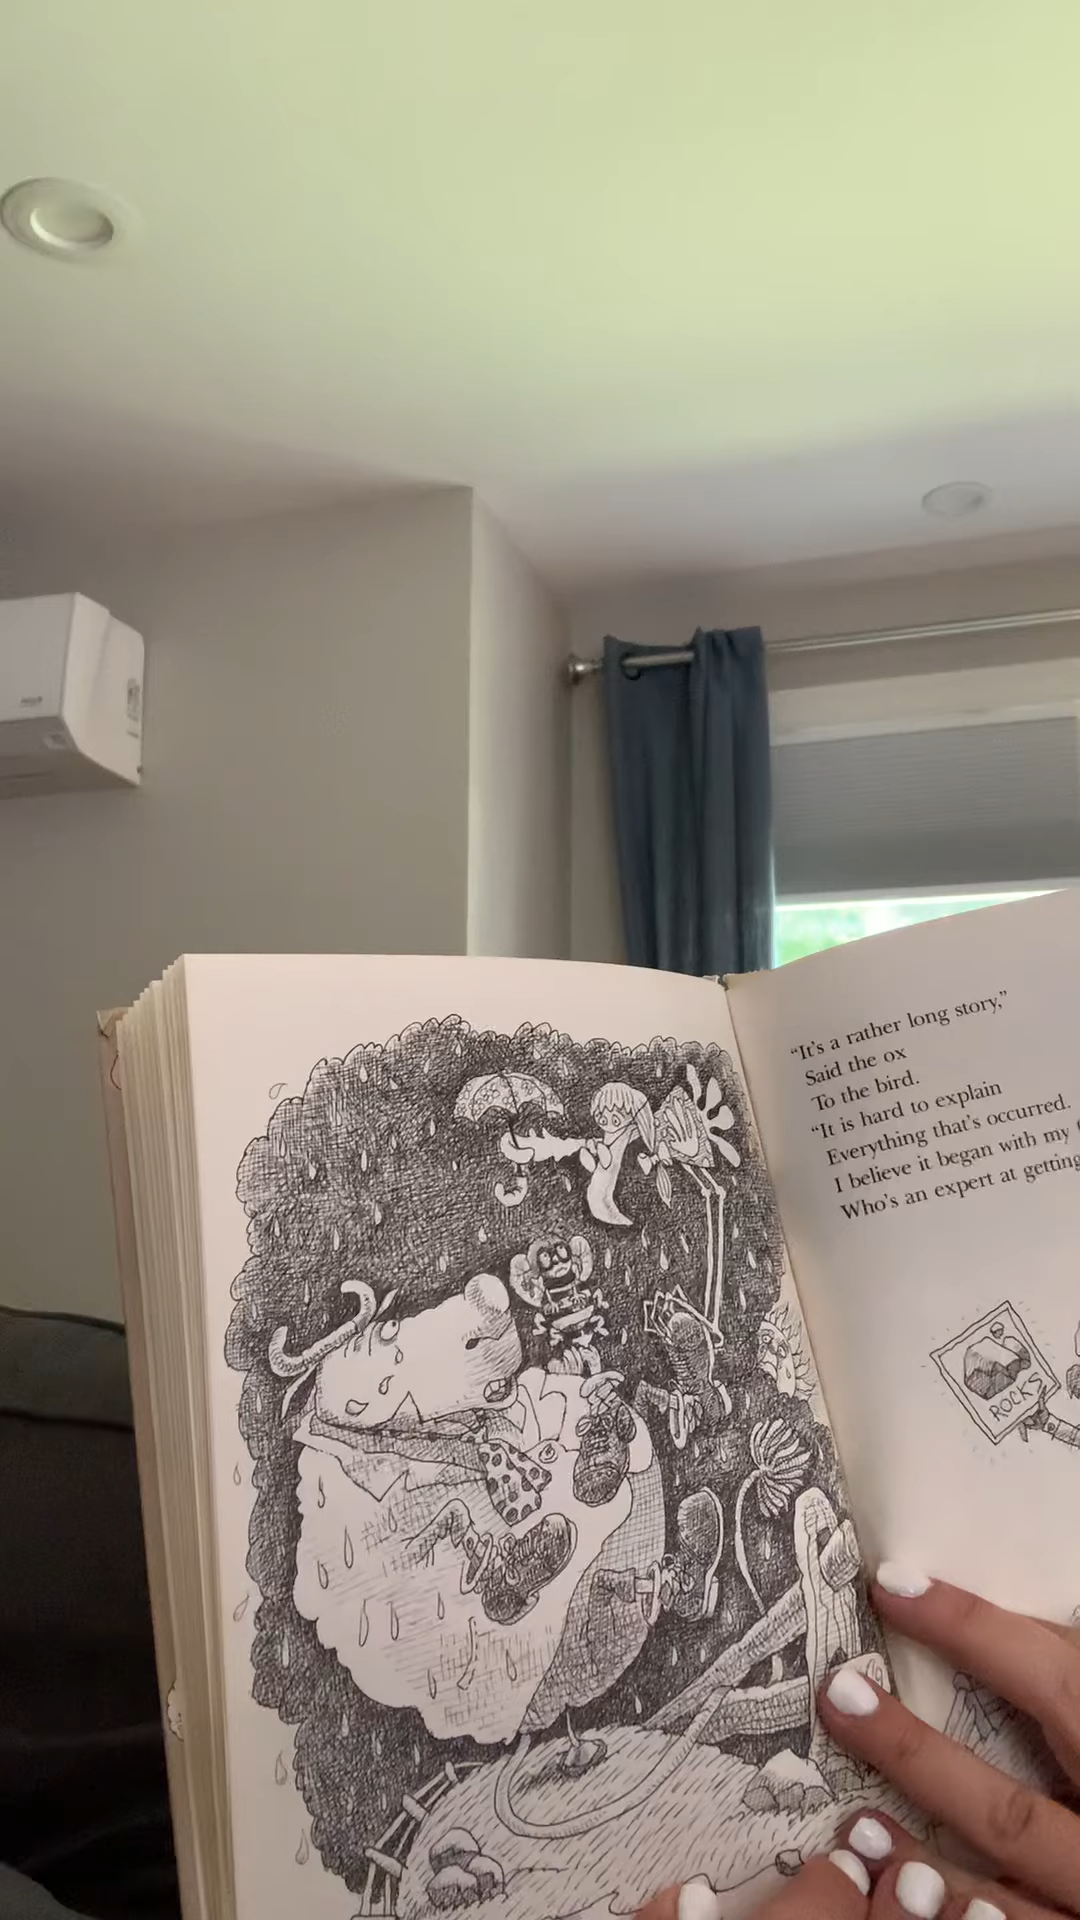 “It’s a rather long story,”
Said the ox
To the bird.
“It is hard to explain
Everything that’s occurred.
I believe it began with my
Who’s an expert at getting
ROCKS